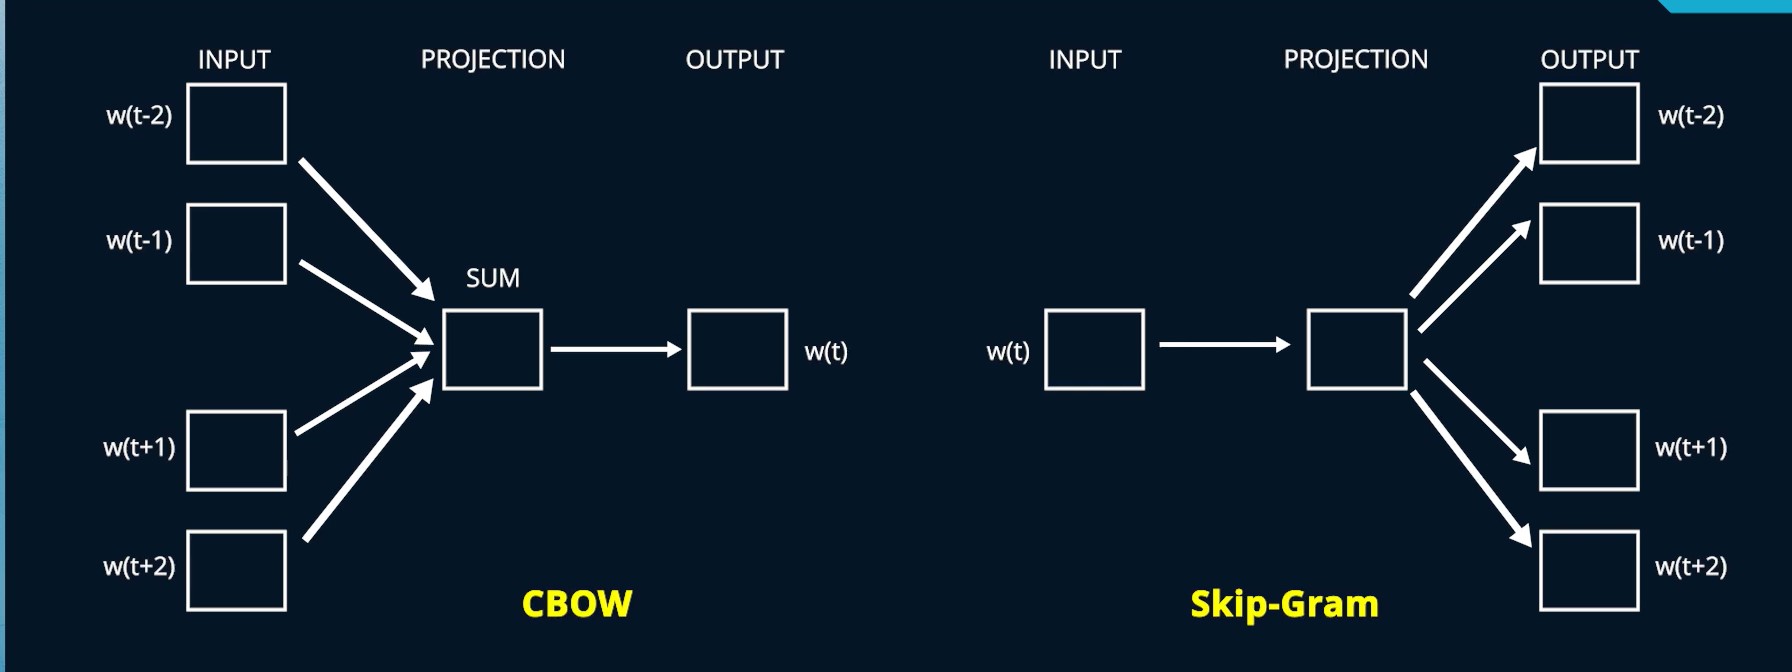 INPUT PROJECTION OUTPUT
w(t-2)
w(t-1)
SUM
w(t)
w(t+1)
w(t+2)
CBOW
INPUT PROJECTION OUTPUT
w(t-2)
w(t-1)
w(t)
w(t+1)
w(t+2)
Skip-Gram